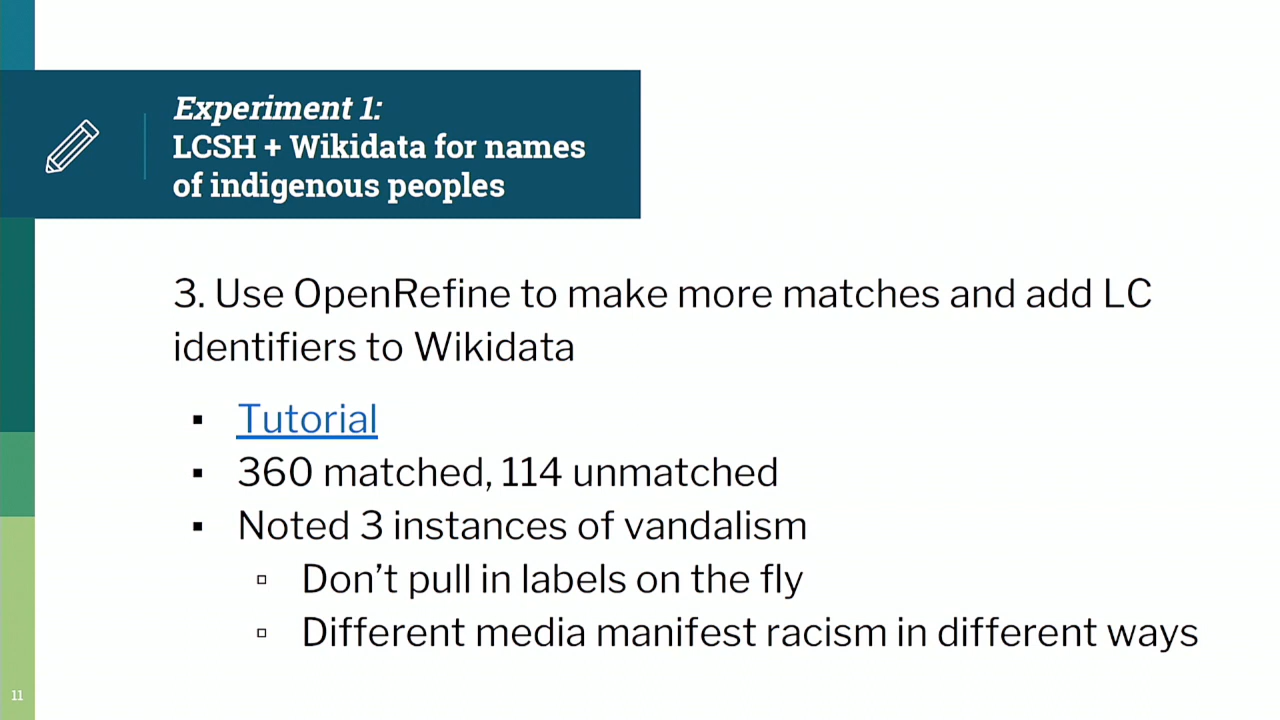 Experiment 1:
LCSH + Wikidata for names
of indigenous peoples
3. Use OpenRefine to make more matches and add LC
identifiers to Wikidata
▪ Tutorial
▪ 360 matched, 114 unmatched
▪ Noted 3 instances of vandalism
▫ Don’t pull in labels on the fly
▫ Different media manifest racism in different ways
11